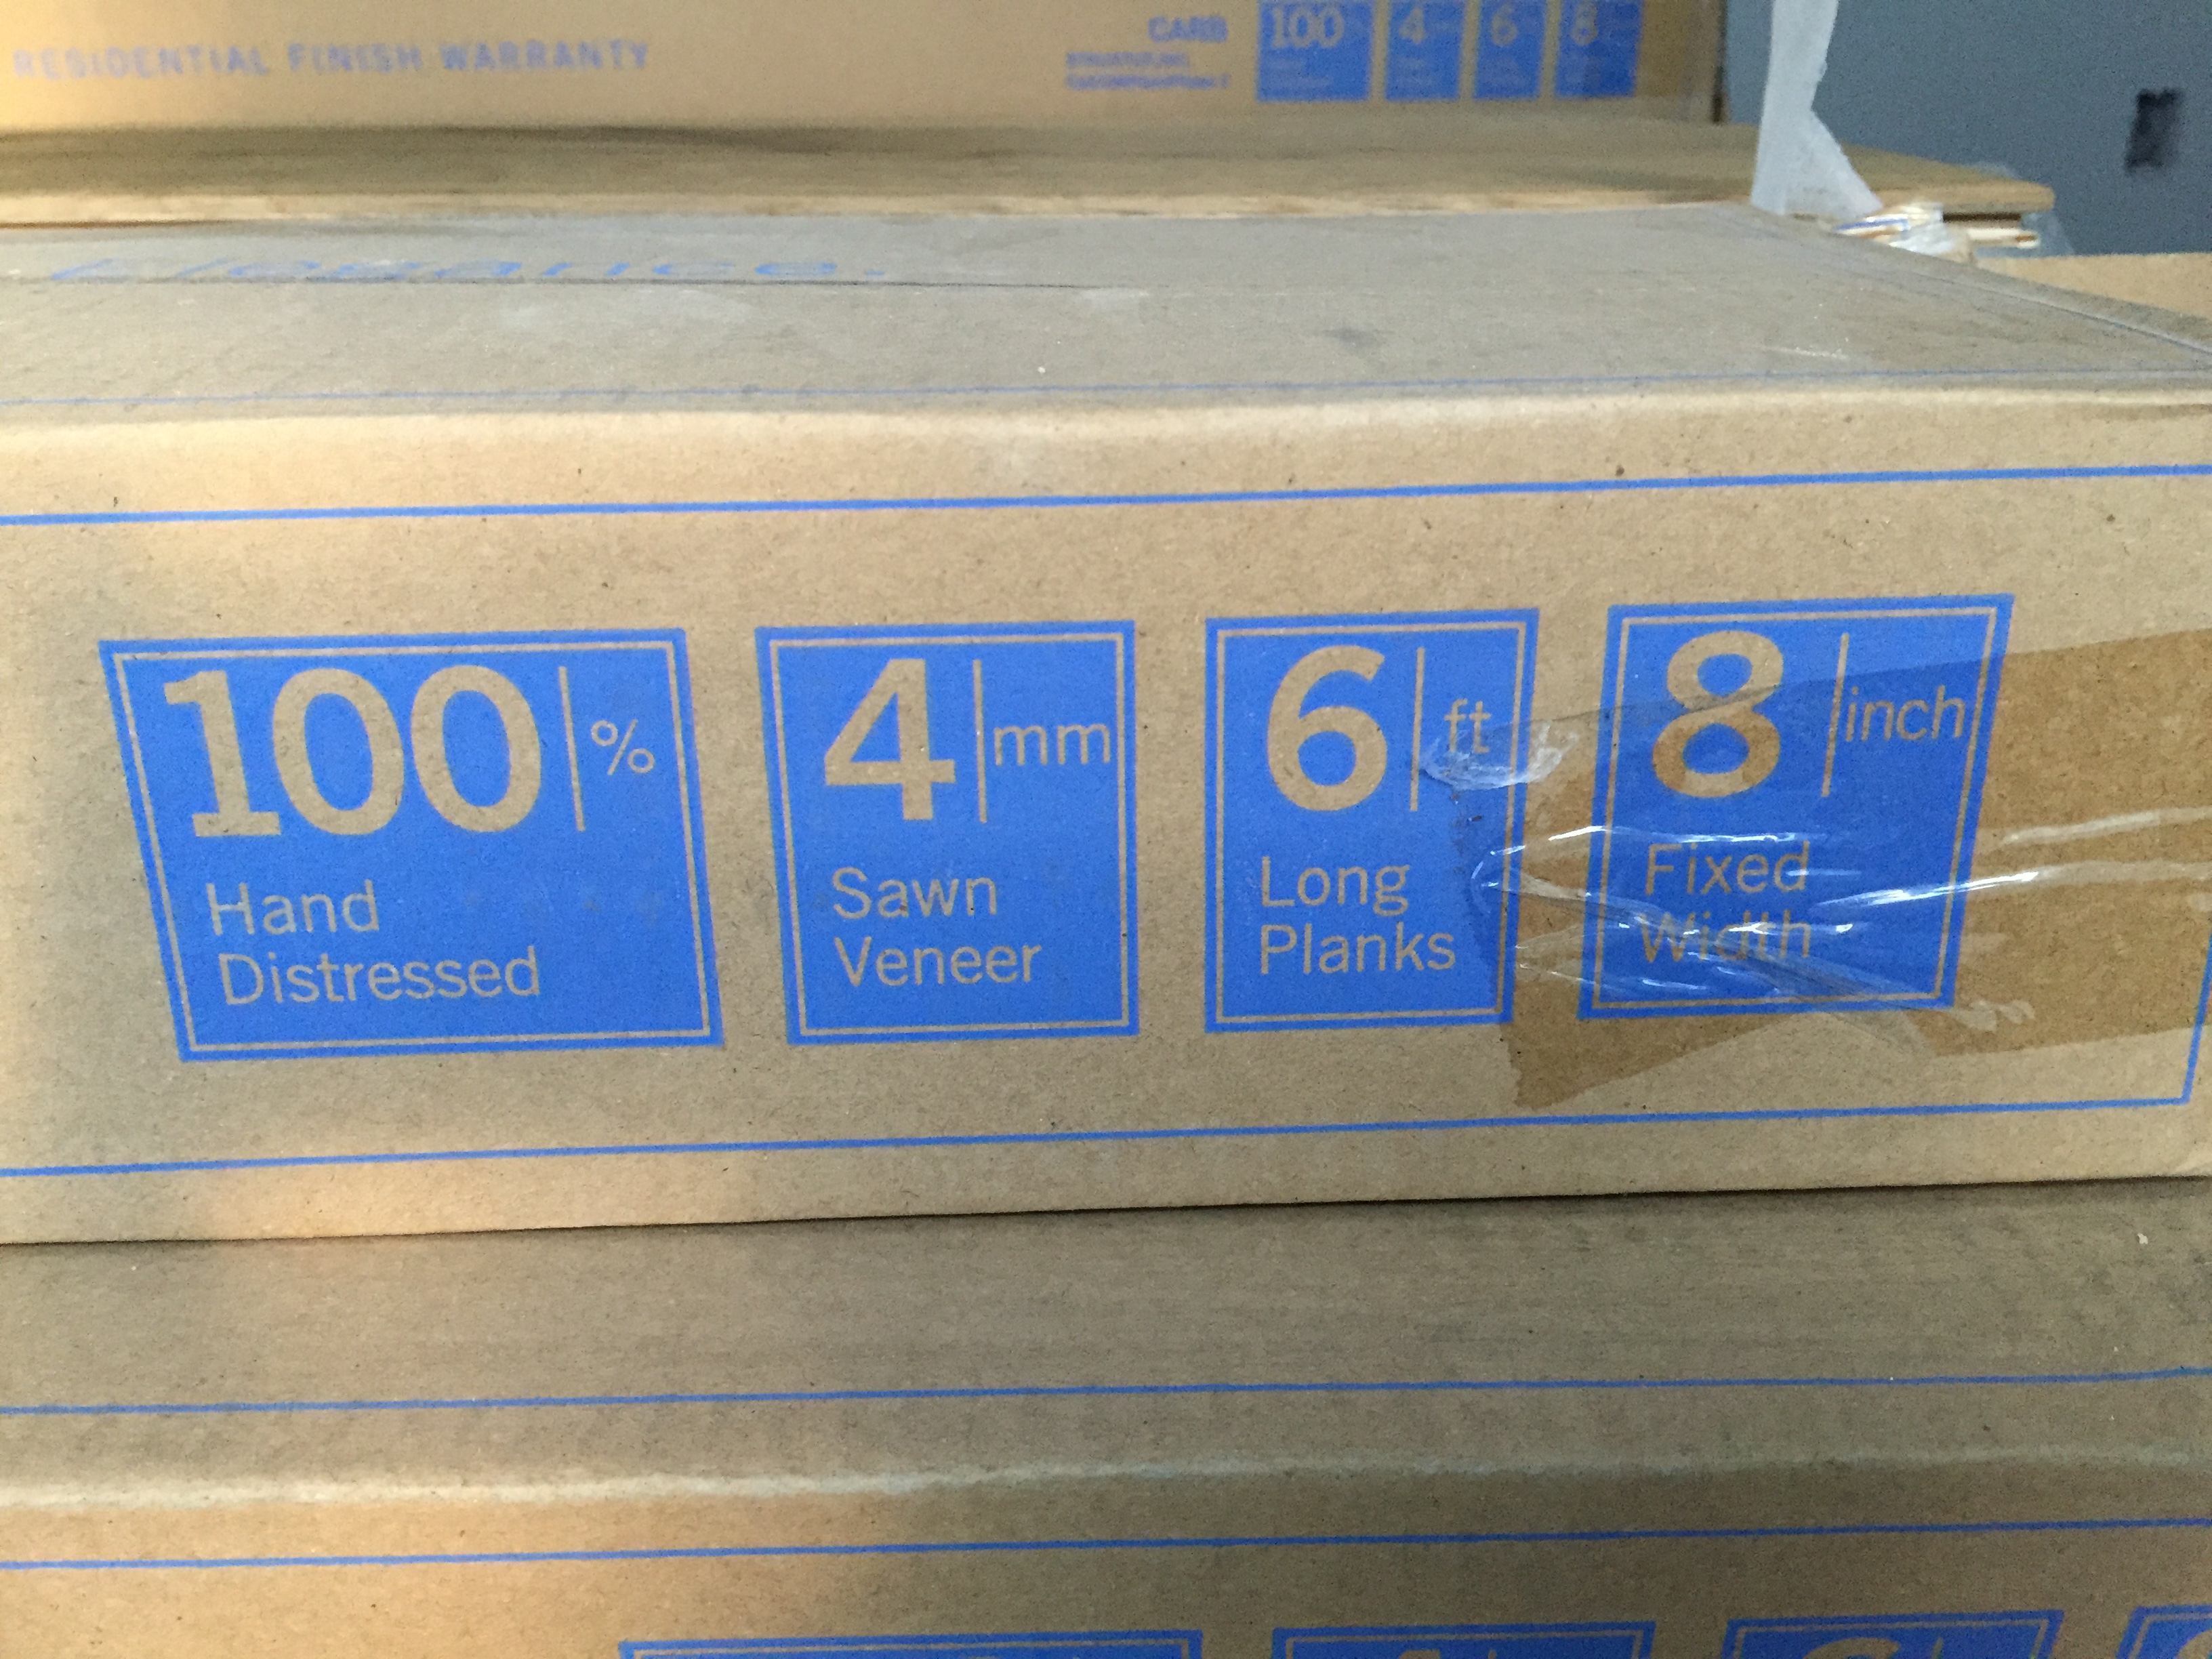 RESIDENTIAL FINISH WARRANTY
CARB
100
4
6
8
Elegance.
100 %
Hand
Distressed
4 mm
Sawn
Veneer
6 ft
Long
Planks
8 inch
Fixed
Width